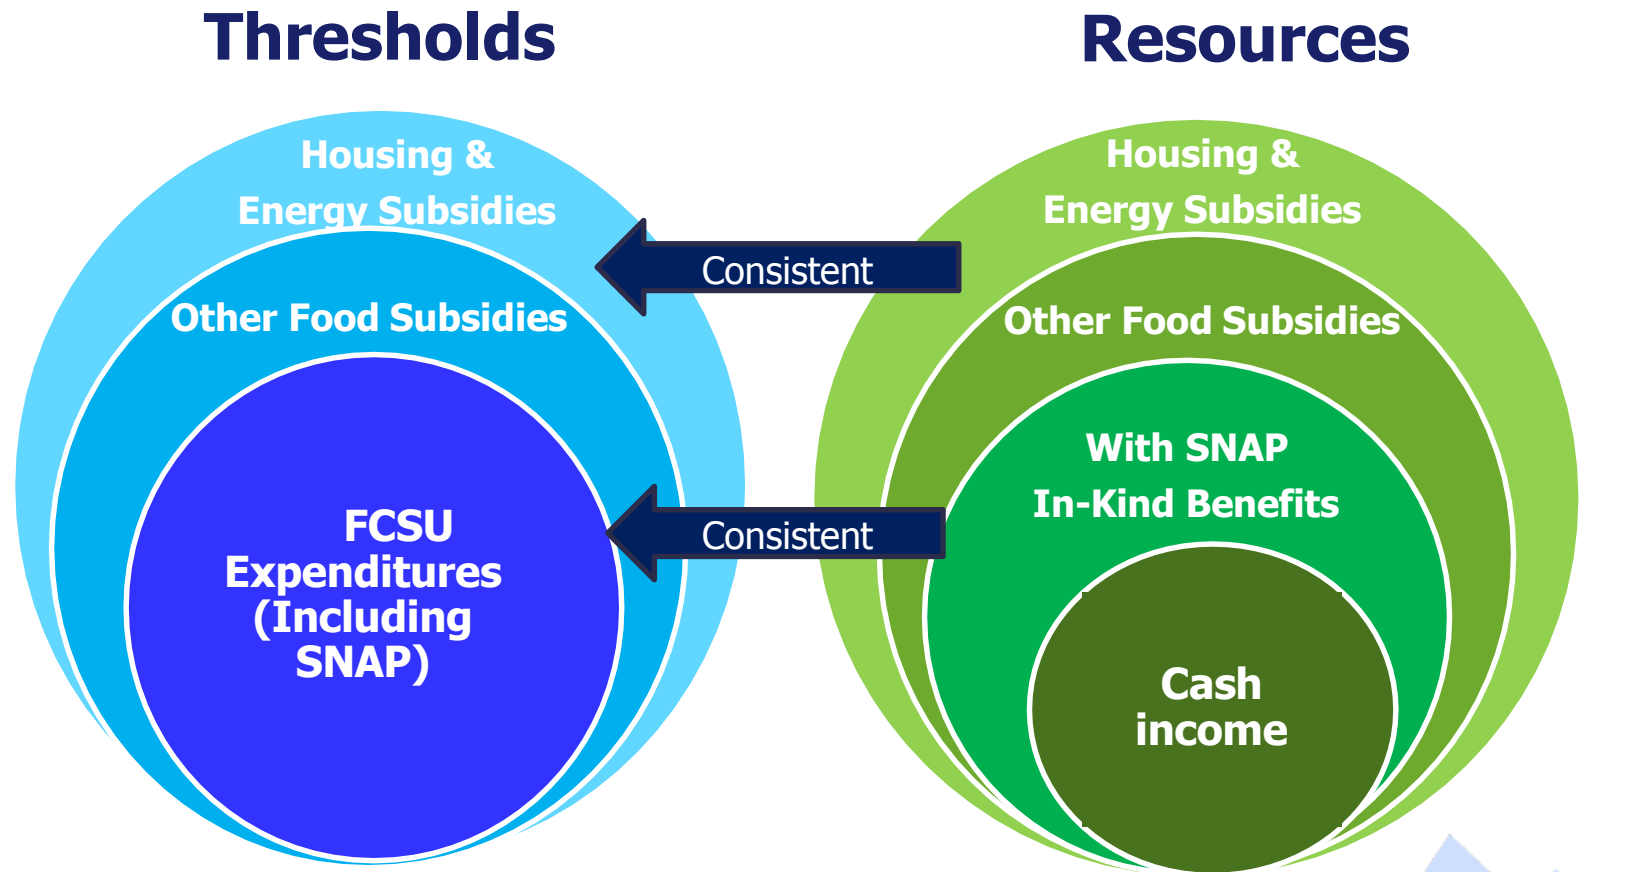 Thresholds
Housing &
Energy Subsidies
Other Food Subsidies
FCSU
Expenditures
(Including
SNAP)
Consistent
Consistent
Resources
Housing &
Energy Subsidies
Other Food Subsidies
With SNAP
In-Kind Benefits
Cash
income